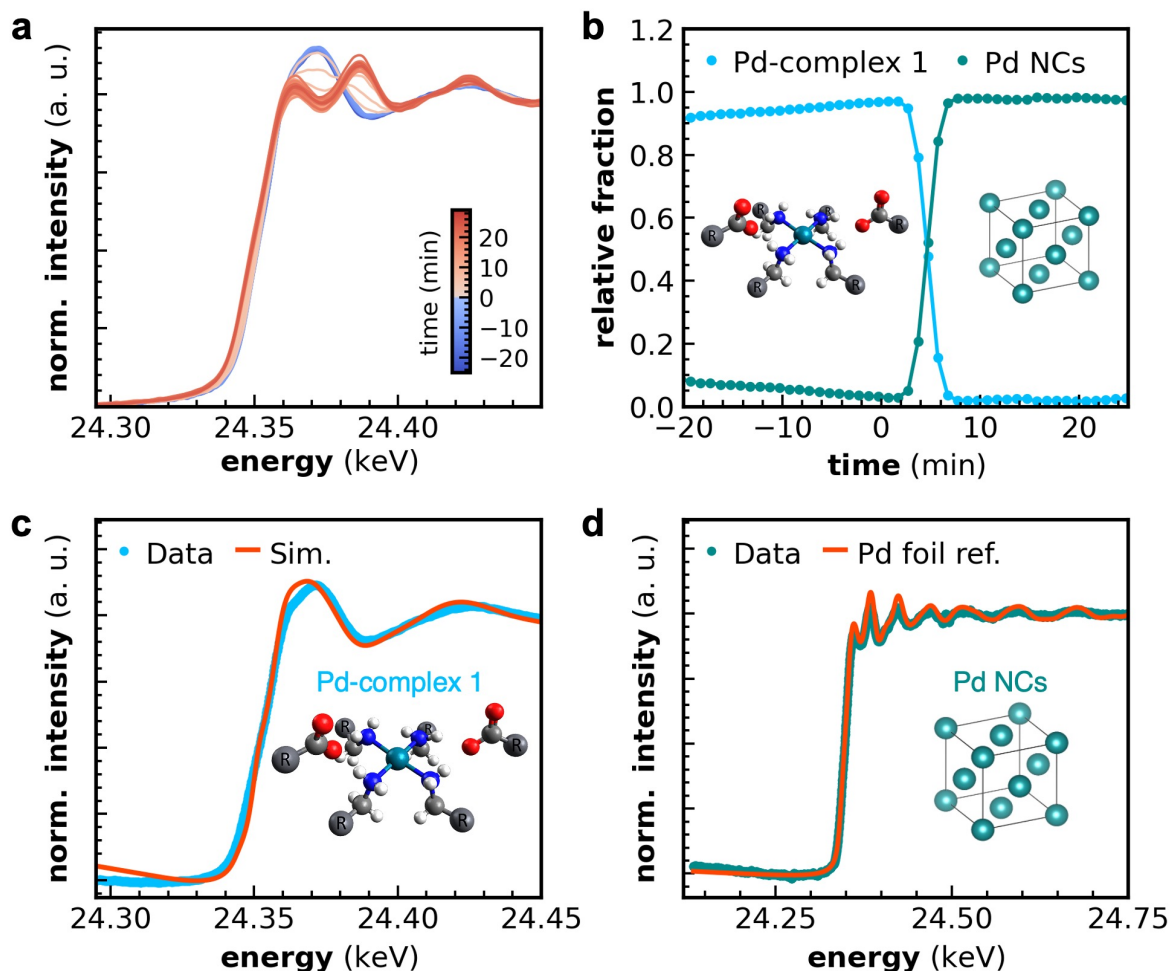 a
norm. intensity (a. u.)
time (min)
20
10
0
−10
−20
24.30 24.35 24.40
energy (keV)
b
relative fraction
1.2
1.0
0.8
0.6
0.4
0.2
0.0
Pd-complex 1 Pd NCs
R R R R R R
−20 −10 0 10 20
time (min)
c
norm. intensity (a. u.)
Data Sim.
Pd-complex 1
R R R R R R
24.30 24.35 24.40 24.45
energy (keV)
d
norm. intensity (a. u.)
Data Pd foil ref.
Pd NCs
24.25 24.50 24.75
energy (keV)